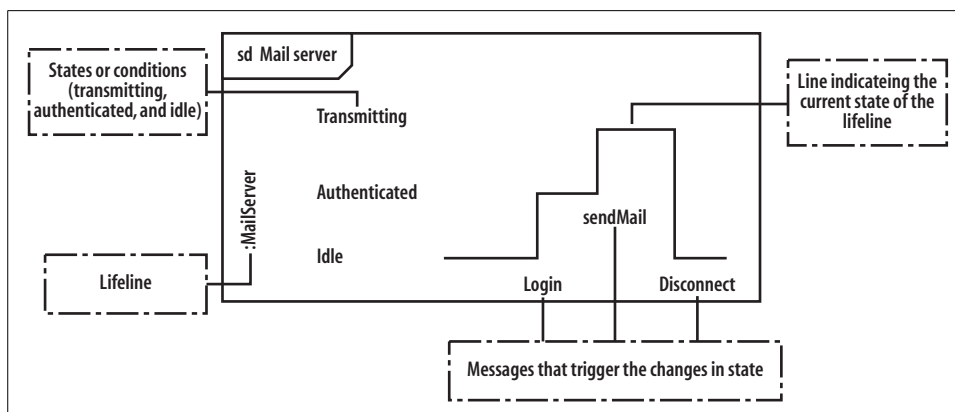 sd Mail server
States or conditions
(transmitting,
authenticated, and idle)
Line indicateing the
current state of the
lifeline
Transmitting
Authenticated
:MailServer
sendMail
Idle
Lifeline
Login
Disconnect
Messages that trigger the changes in state